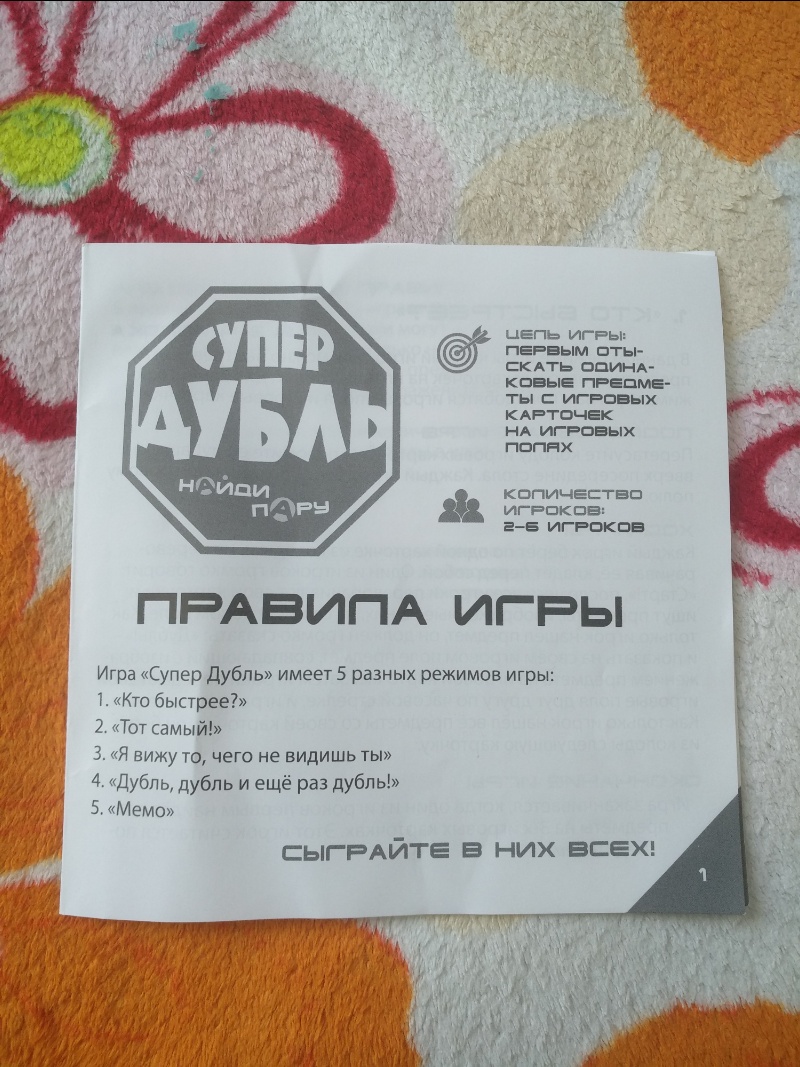 СУПЕР
ДУБЛЬ
НАЙДИ
ПАРУ
ЦЕЛЬ ИГРЫ:
ПЕРВЫМ ОТЫ-
СКАТЬ ОДИНА-
КОВЫЕ ПРЕДМЕ-
ТЫ С ИГРОВЫХ
КАРТОЧЕК
НА ИГРОВЫХ
ПОЛЯХ
КОЛИЧЕСТВО
ИГРОКОВ:
2-6 ИГРОКОВ
ПРАВИЛА ИГРЫ
Игра «Супер Дубль» имеет 5 разных режимов игры:
1. «Кто быстрее?»
2. «Тот самый!»
3. «Я вижу то, чего не видишь ты»
4. «Дубль, дубль и ещё раз дубль!»
5. «Мемо»
СЫГРАЙТЕ В НИХ ВСЕХ!
1